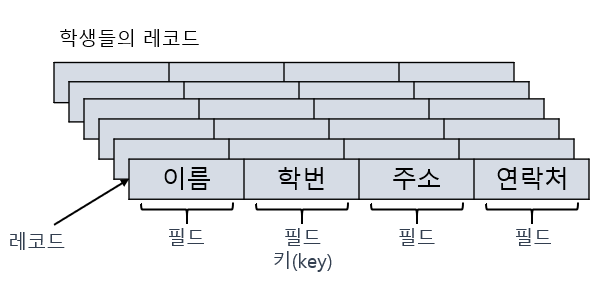 학생들의 레코드
이름 학번 주소 연락처
레코드 필드 필드 필드 필드
키(key)